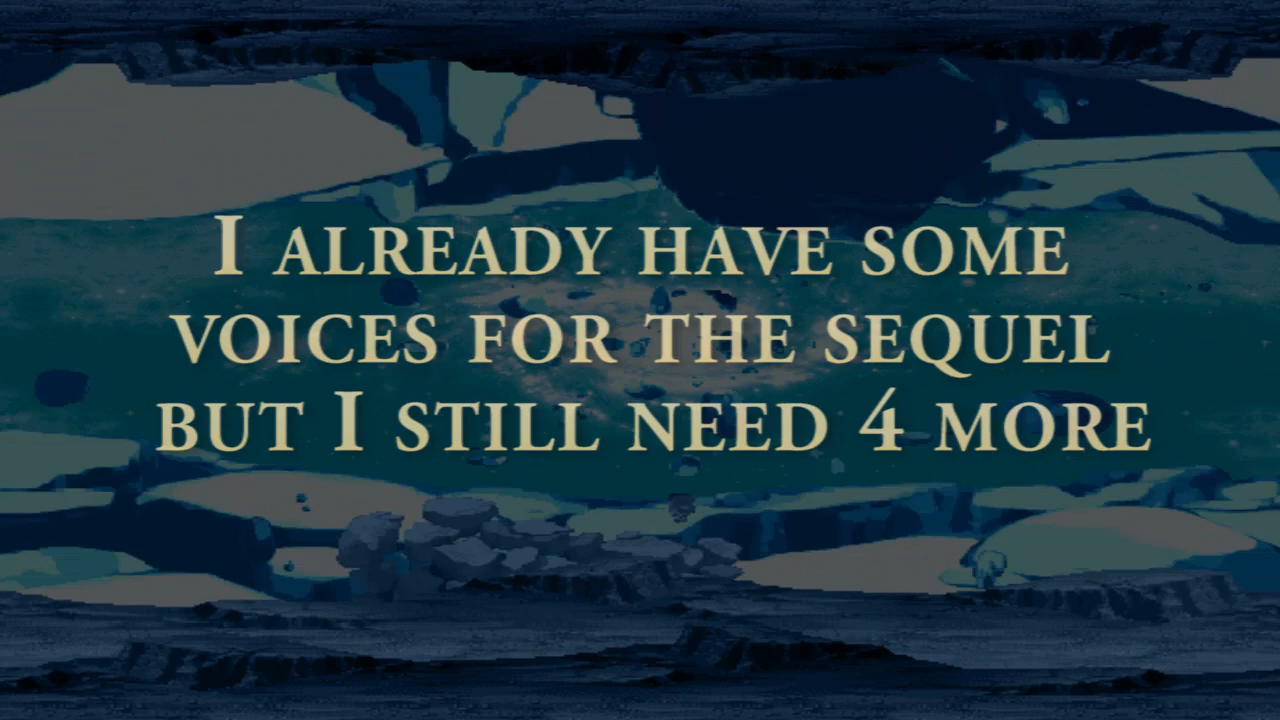 I ALREADY HAVE SOME
VOICES FOR THE SEQUEL
BUT I STILL NEED 4 MORE